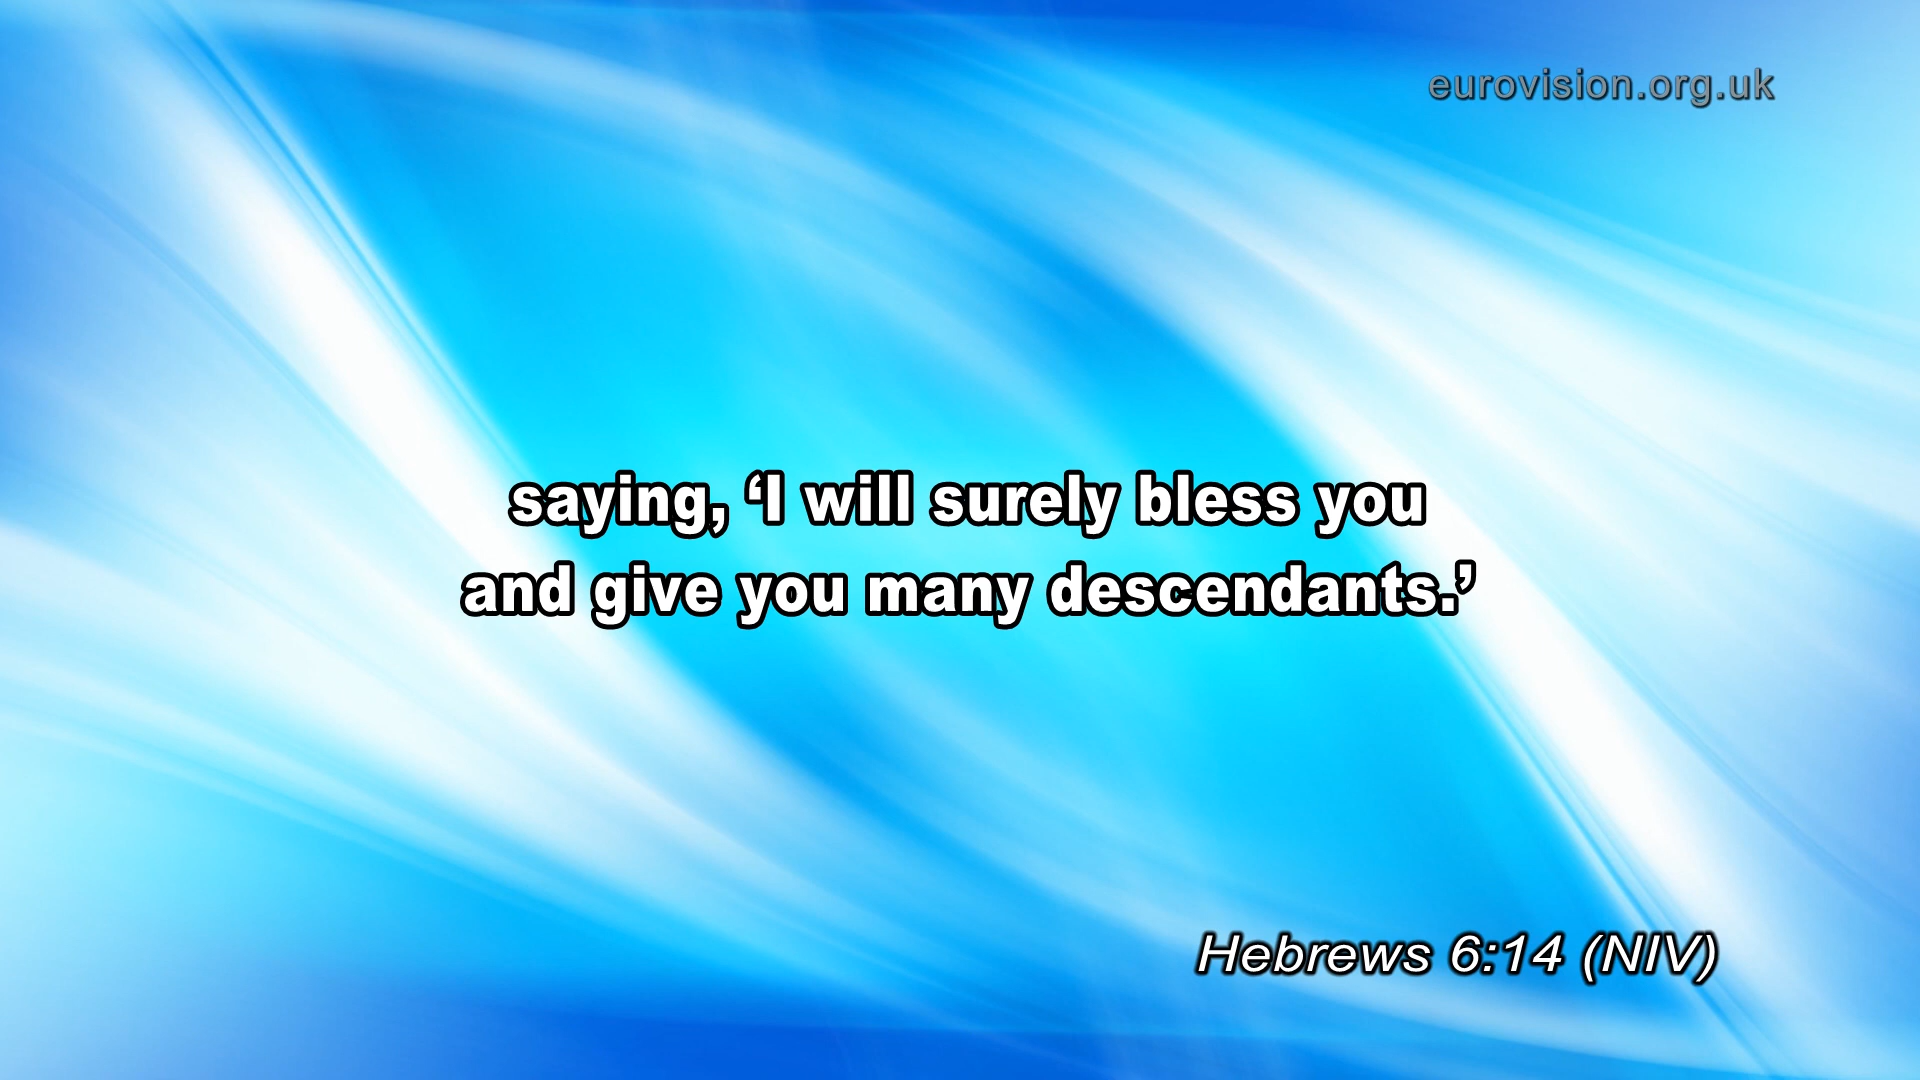 eurovision.org.uk
saying, ‘I will surely bless you
and give you many descendants.’
Hebrews 6:14 (NIV)